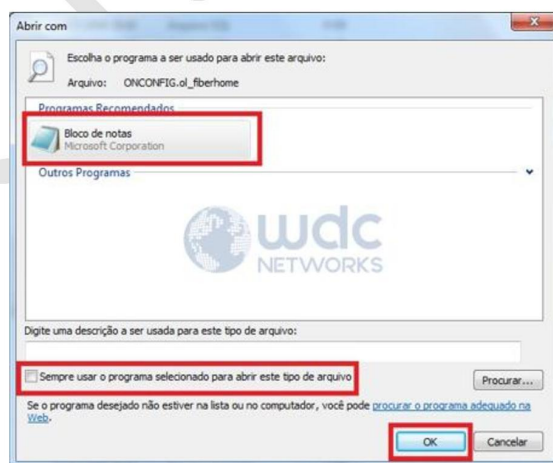 Abrir com
Escolha o programa a ser usado para abrir este arquivo:
Arquivo: ONCONFIG.ol_fiberhome
Programas Recomendados
Bloco de notas
Microsoft Corporation
Outros Programas
wdc
NETWORKS
Digite uma descrição a ser usada para este tipo de arquivo:
Sempre usar o programa selecionado para abrir este tipo de arquivo
Procurar...
Se o programa desejado não estiver na lista ou no computador, você pode procurar o programa adequado na
Web.
OK Cancelar